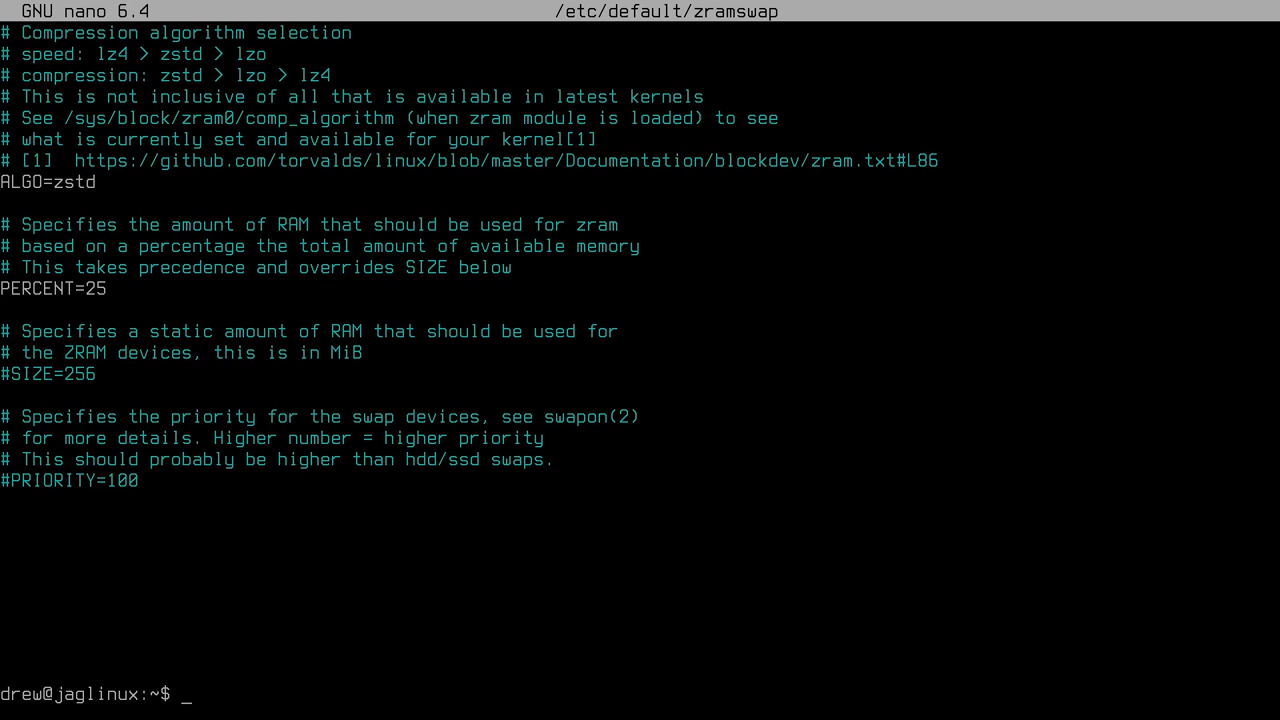 GNU nano 6.4 /etc/default/zramswap
# Compression algorithm selection
# speed: lz4 > zstd > lzo
# compression: zstd > lzo > lz4
# This is not inclusive of all that is available in latest kernels
# See /sys/block/zram0/comp_algorithm (when zram module is loaded) to see
# what is currently set and available for your kernel[1]
# [1]  https://github.com/torvalds/linux/blob/master/Documentation/blockdev/zram.txt#L86
ALGO=zstd
# Specifies the amount of RAM that should be used for zram
# based on a percentage the total amount of available memory
# This takes precedence and overrides SIZE below
PERCENT=25
# Specifies a static amount of RAM that should be used for
# the ZRAM devices, this is in MiB
#SIZE=256
# Specifies the priority for the swap devices, see swapon(2)
# for more details. Higher number = higher priority
# This should probably be higher than hdd/ssd swaps.
#PRIORITY=100
drew@jaglinux:~$ _